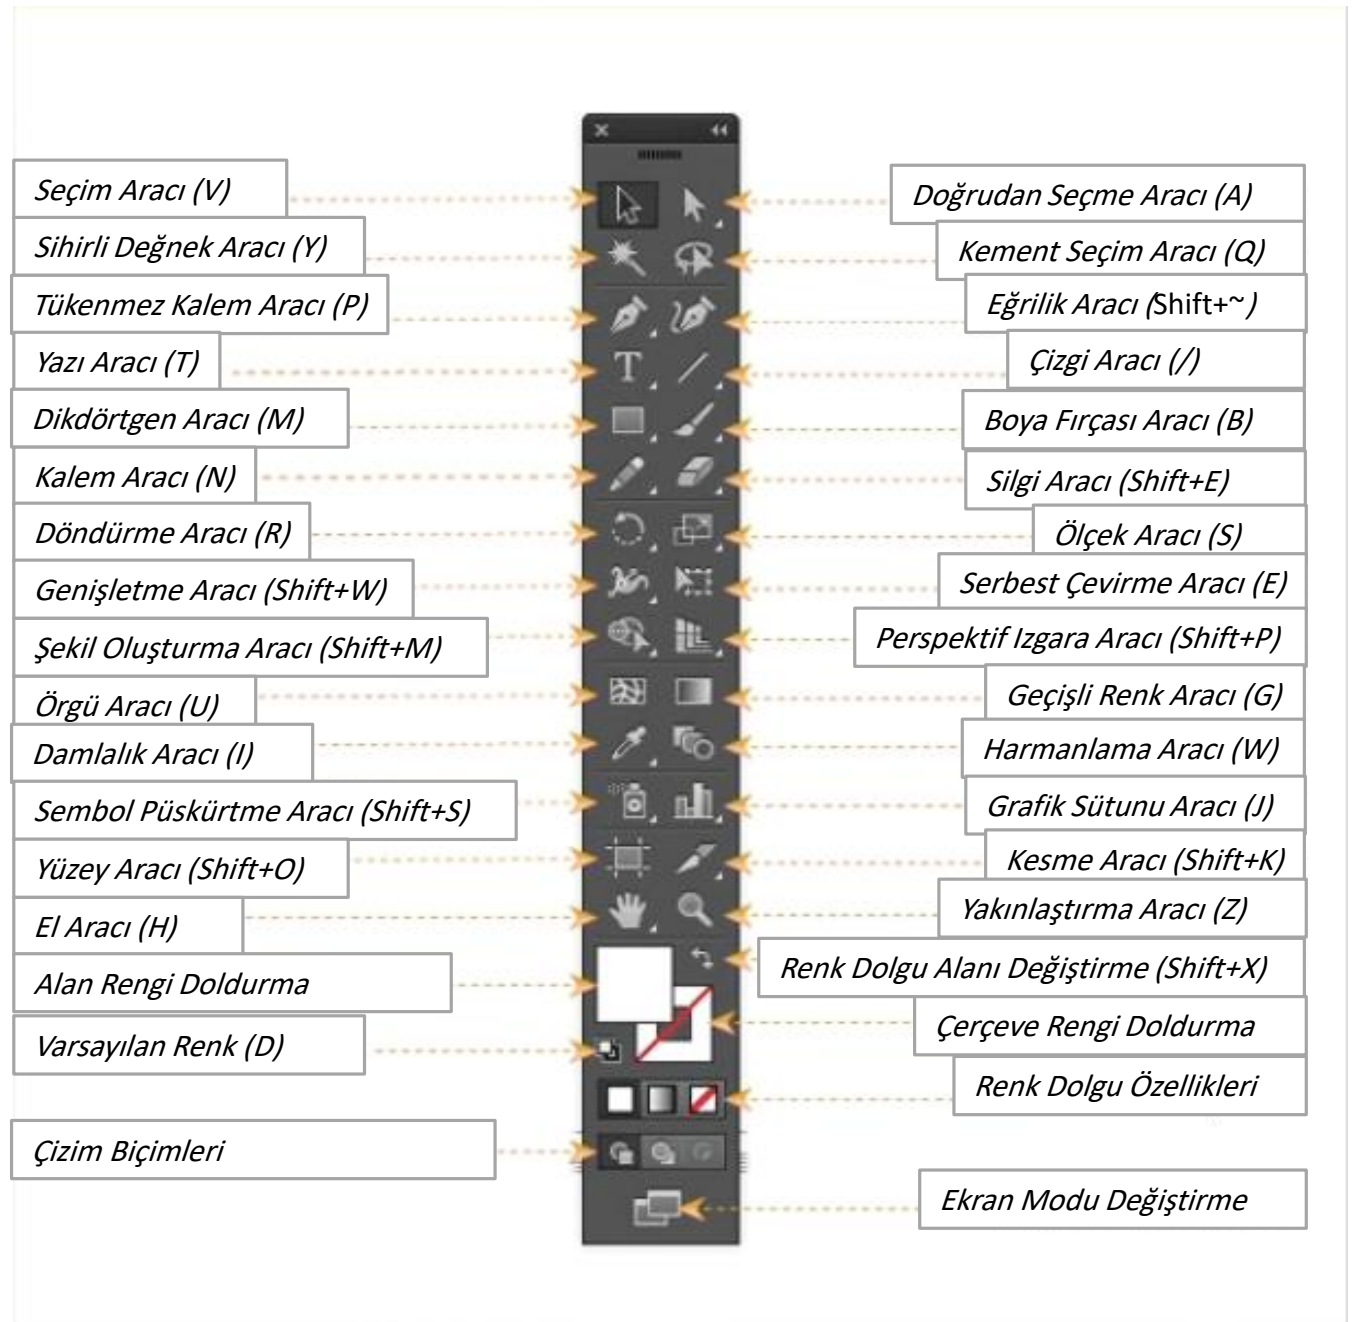 Seçim Aracı (V)
Doğrudan Seçme Aracı (A)
Sihirli Değnek Aracı (Y)
Kement Seçim Aracı (Q)
Tükenmez Kalem Aracı (P)
Eğrilik Aracı (Shift+~)
Yazı Aracı (T)
Çizgi Aracı (/)
Dikdörtgen Aracı (M)
Boya Fırçası Aracı (B)
Kalem Aracı (N)
Silgi Aracı (Shift+E)
Döndürme Aracı (R)
Ölçek Aracı (S)
Genişletme Aracı (Shift+W)
Serbest Çevirme Aracı (E)
Şekil Oluşturma Aracı (Shift+M)
Perspektif Izgara Aracı (Shift+P)
Örgü Aracı (U)
Geçişli Renk Aracı (G)
Damlalık Aracı (I)
Harmanlama Aracı (W)
Sembol Püskürtme Aracı (Shift+S)
Grafik Sütunu Aracı (J)
Yüzey Aracı (Shift+O)
Kesme Aracı (Shift+K)
El Aracı (H)
Yakınlaştırma Aracı (Z)
Alan Rengi Doldurma
Renk Dolgu Alanı Değiştirme (Shift+X)
Varsayılan Renk (D)
Çerçeve Rengi Doldurma
Renk Dolgu Özellikleri
Çizim Biçimleri
Ekran Modu Değiştirme